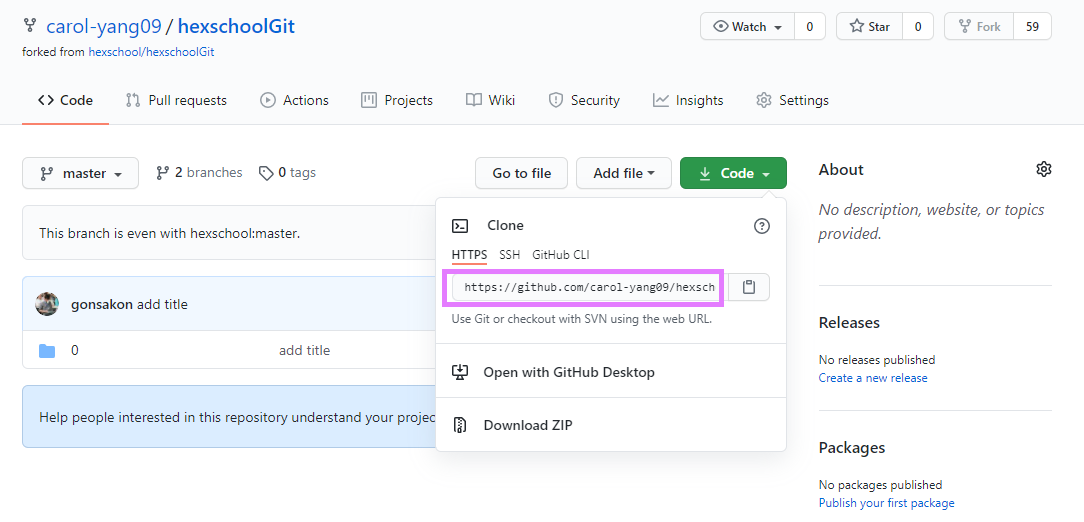 carol-yang09 / hexschoolGit
Watch 0
Star 0
Fork 59
forked from hexschool/hexschoolGit
Code
Pull requests
Actions
Projects
Wiki
Security
Insights
Settings
master
2 branches
0 tags
Go to file
Add file
Code
This branch is even with hexschool:master.
gonsakon add title
0 add title
Help people interested in this repository understand your projec
Clone
HTTPS SSH GitHub CLI
https://github.com/carol-yang09/hexsch
Use Git or checkout with SVN using the web URL.
Open with GitHub Desktop
Download ZIP
About
No description, website, or topics
provided.
Releases
No releases published
Create a new release
Packages
No packages published
Publish your first package